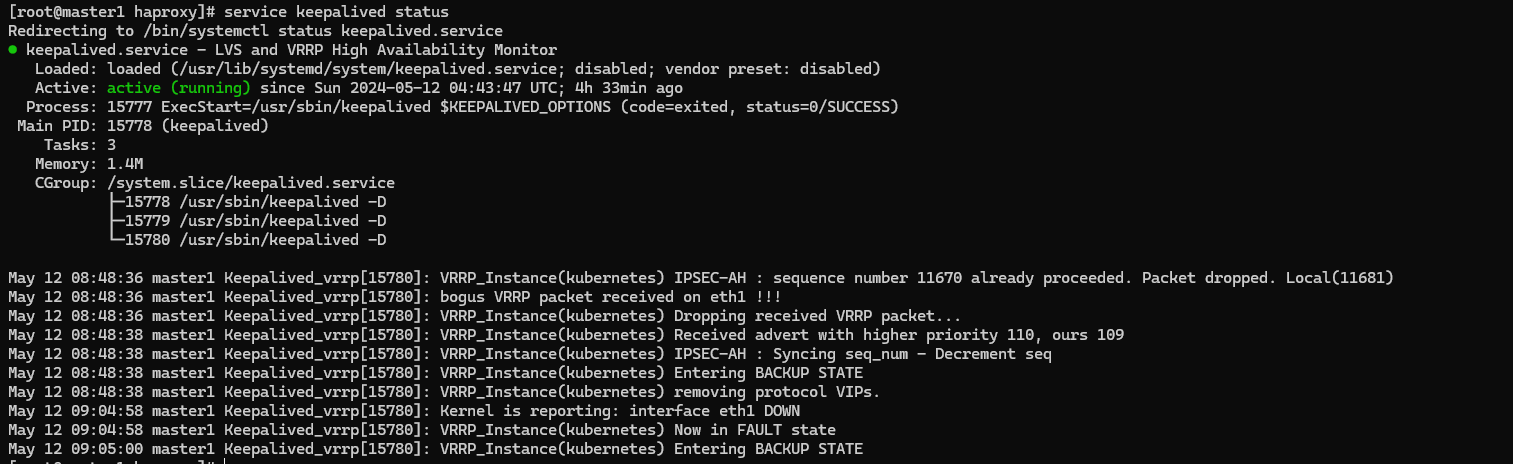 [root@master1 haproxy]# service keepalived status
Redirecting to /bin/systemctl status keepalived.service
● keepalived.service - LVS and VRRP High Availability Monitor
   Loaded: loaded (/usr/lib/systemd/system/keepalived.service; disabled; vendor preset: disabled)
   Active: active (running) since Sun 2024-05-12 04:43:47 UTC; 4h 33min ago
  Process: 15777 ExecStart=/usr/sbin/keepalived $KEEPALIVED_OPTIONS (code=exited, status=0/SUCCESS)
 Main PID: 15778 (keepalived)
    Tasks: 3
   Memory: 1.4M
   CGroup: /system.slice/keepalived.service
           ├─15778 /usr/sbin/keepalived -D
           ├─15779 /usr/sbin/keepalived -D
           └─15780 /usr/sbin/keepalived -D

May 12 08:48:36 master1 Keepalived_vrrp[15780]: VRRP_Instance(kubernetes) IPSEC-AH : sequence number 11670 already proceeded. Packet dropped. Local(11681)
May 12 08:48:36 master1 Keepalived_vrrp[15780]: bogus VRRP packet received on eth1 !!!
May 12 08:48:36 master1 Keepalived_vrrp[15780]: VRRP_Instance(kubernetes) Dropping received VRRP packet...
May 12 08:48:38 master1 Keepalived_vrrp[15780]: VRRP_Instance(kubernetes) Received advert with higher priority 110, ours 109
May 12 08:48:38 master1 Keepalived_vrrp[15780]: VRRP_Instance(kubernetes) IPSEC-AH : Syncing seq_num - Decrement seq
May 12 08:48:38 master1 Keepalived_vrrp[15780]: VRRP_Instance(kubernetes) Entering BACKUP STATE
May 12 08:48:38 master1 Keepalived_vrrp[15780]: VRRP_Instance(kubernetes) removing protocol VIPs.
May 12 09:04:58 master1 Keepalived_vrrp[15780]: Kernel is reporting: interface eth1 DOWN
May 12 09:04:58 master1 Keepalived_vrrp[15780]: VRRP_Instance(kubernetes) Now in FAULT state
May 12 09:05:00 master1 Keepalived_vrrp[15780]: VRRP_Instance(kubernetes) Entering BACKUP STATE